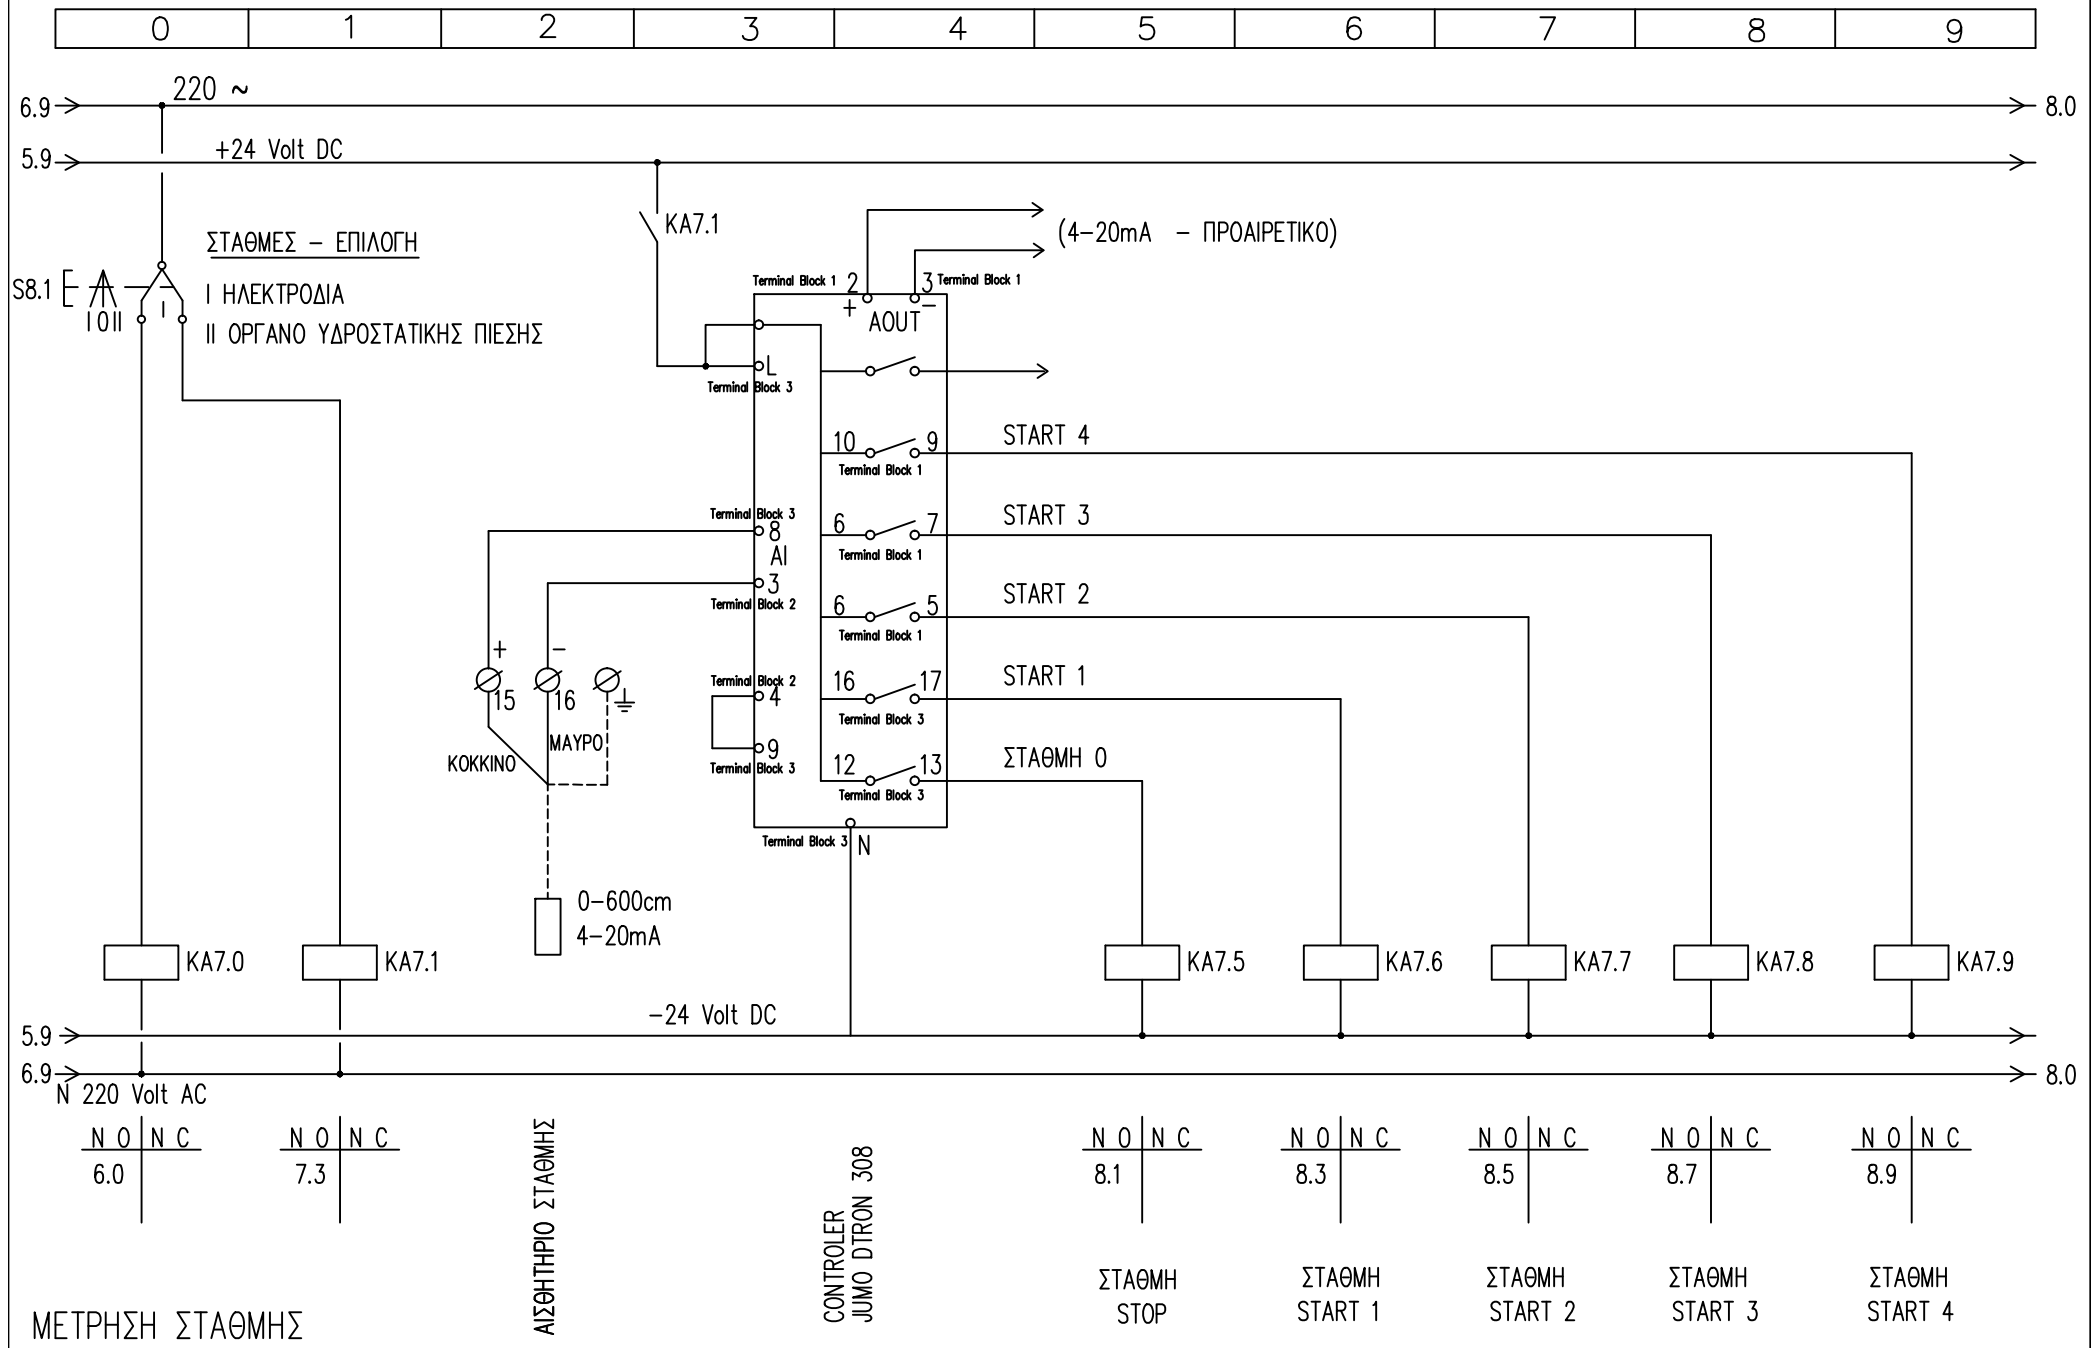 0 1 2 3 4 5 6 7 8 9
220 ~
6.9
8.0
+24 Volt DC
5.9
KA7.1
ΣΤΑΘΜΕΣ - ΕΠΙΛΟΓΗ
(4-20mA - ΠΡΟΑΙΡΕΤΙΚΟ)
S8.1
I 0 II
I ΗΛΕΚΤΡΟΔΙΑ
II ΟΡΓΑΝΟ ΥΔΡΟΣΤΑΤΙΚΗΣ ΠΙΕΣΗΣ
Terminal Block 1 2 3 Terminal Block 1
+ −
AOUT
L
Terminal Block 3
10 9 START 4
Terminal Block 1
Terminal Block 3
8
AI
3
Terminal Block 2
6 7 START 3
Terminal Block 1
6 5 START 2
Terminal Block 1
+ −
15 16
ΚΟΚΚΙΝΟ
ΜΑΥΡΟ
Terminal Block 2
4
9
Terminal Block 3
16 17 START 1
Terminal Block 3
12 13 ΣΤΑΘΜΗ 0
Terminal Block 3
Terminal Block 3 N
0-600cm
4-20mA
KA7.0 KA7.1 KA7.5 KA7.6 KA7.7 KA7.8 KA7.9
-24 Volt DC
5.9
6.9
8.0
N 220 Volt AC
N O N C N O N C N O N C N O N C N O N C N O N C N O N C
6.0 7.3 8.1 8.3 8.5 8.7 8.9
ΑΙΣΘΗΤΗΡΙΟ ΣΤΑΘΜΗΣ
CONTROLER
JUMO DTRON 308
ΣΤΑΘΜΗ
STOP
ΣΤΑΘΜΗ
START 1
ΣΤΑΘΜΗ
START 2
ΣΤΑΘΜΗ
START 3
ΣΤΑΘΜΗ
START 4
ΜΕΤΡΗΣΗ ΣΤΑΘΜΗΣ